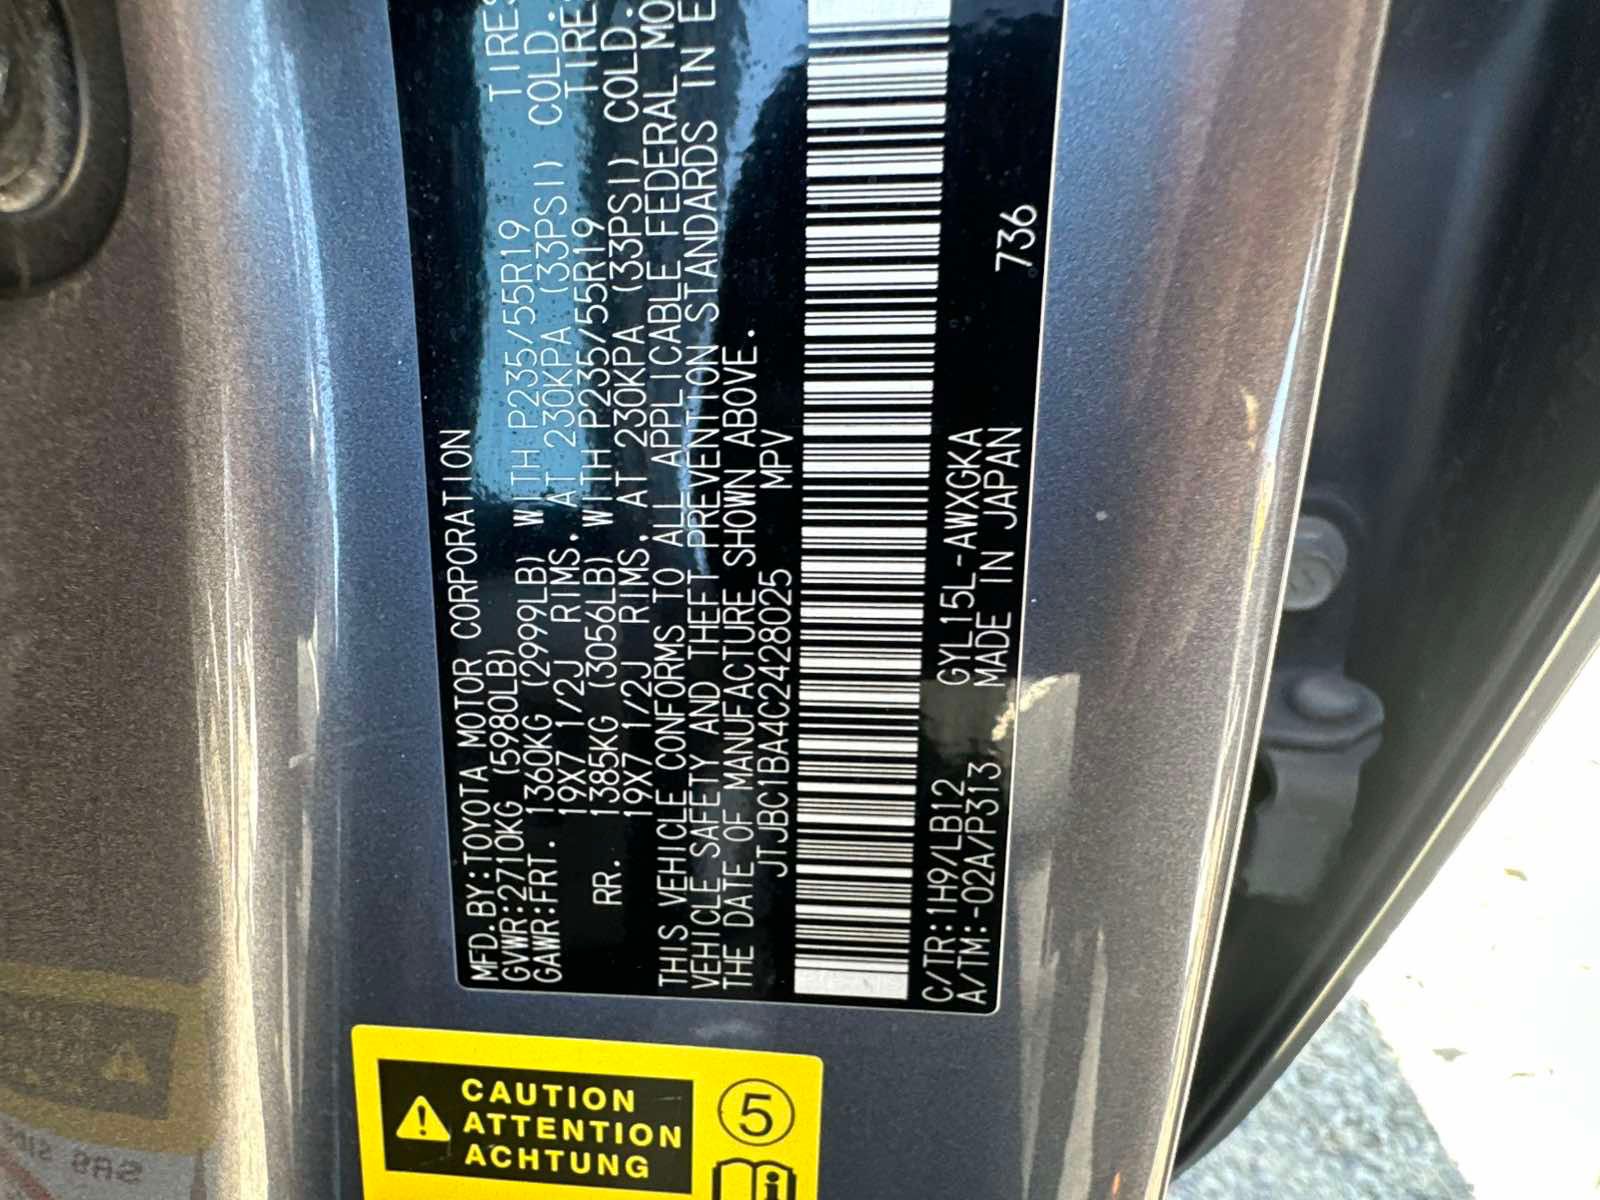 MFD.BY:TOYOTA MOTOR CORPORATION
GVWR:2710KG (5980LB)
GAWR:FRT. 1360KG (2999LB) WITH P235/55R19 TIRES
19X7 1/2J RIMS, AT 230KPA (33PSI) COLD.
RR. 1385KG (3056LB) WITH P235/55R19
19X7 1/2J RIMS, AT 230KPA (33PSI) COLD.
THIS VEHICLE CONFORMS TO ALL APPLICABLE FEDERAL
VEHICLE SAFETY AND THEFT PREVENTION STANDARDS IN
THE DATE OF MANUFACTURE SHOWN ABOVE.
JTJBC1BA4C2428025 MPV
C/TR:1H9/LB12 GYL15L-AWXGKA
A/TM:-02A/P313 MADE IN JAPAN 736
CAUTION
ATTENTION
ACHTUNG
5